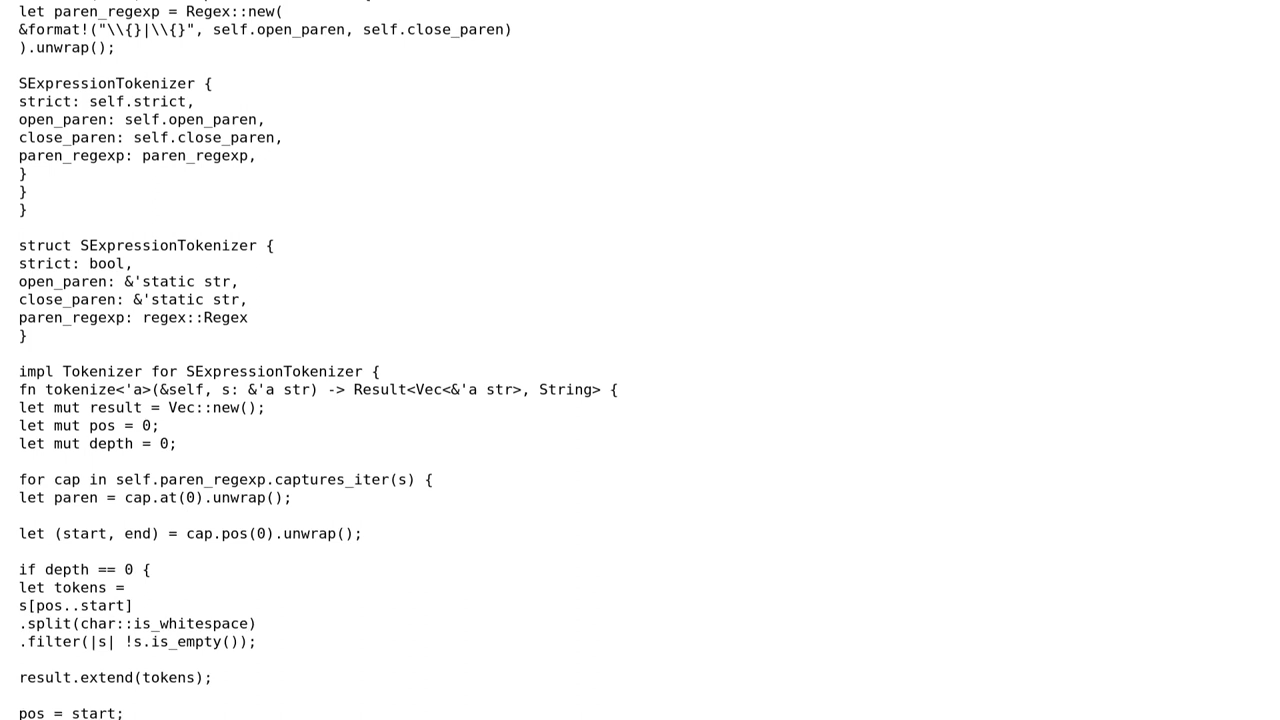 let paren_regexp = Regex::new(
&format!("\\{}|\\{}", self.open_paren, self.close_paren)
).unwrap();
SExpressionTokenizer {
strict: self.strict,
open_paren: self.open_paren,
close_paren: self.close_paren,
paren_regexp: paren_regexp,
}
}
}
struct SExpressionTokenizer {
strict: bool,
open_paren: &'static str,
close_paren: &'static str,
paren_regexp: regex::Regex
}
impl Tokenizer for SExpressionTokenizer {
fn tokenize<'a>(&self, s: &'a str) -> Result<Vec<&'a str>, String> {
let mut result = Vec::new();
let mut pos = 0;
let mut depth = 0;
for cap in self.paren_regexp.captures_iter(s) {
let paren = cap.at(0).unwrap();
let (start, end) = cap.pos(0).unwrap();
if depth == 0 {
let tokens =
s[pos..start]
.split(char::is_whitespace)
.filter(|s| !s.is_empty());
result.extend(tokens);
pos = start;